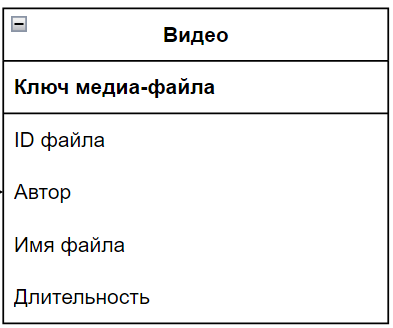 Видео
Ключ медиа-файла
ID файла
Автор
Имя файла
Длительность